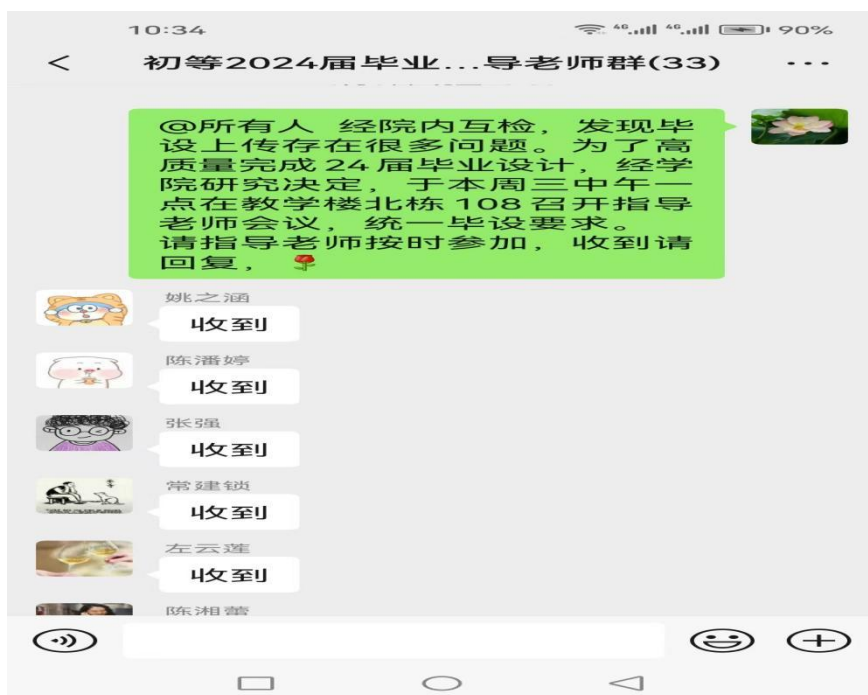 10:34
4G 4G 90%
初等2024届毕业...导老师群(33)
@所有人 经院内互检，发现毕
设上传存在很多问题。为了高
质量完成24届毕业设计，经学
院研究决定，于本周三中午一
点在教学楼北栋108召开指导
老师会议，统一毕设要求。
请指导老师按时参加，收到请
回复，🌹
姚之涵
收到
陈潘婷
收到
张强
收到
常建锁
收到
左云莲
收到
陈湘蕾